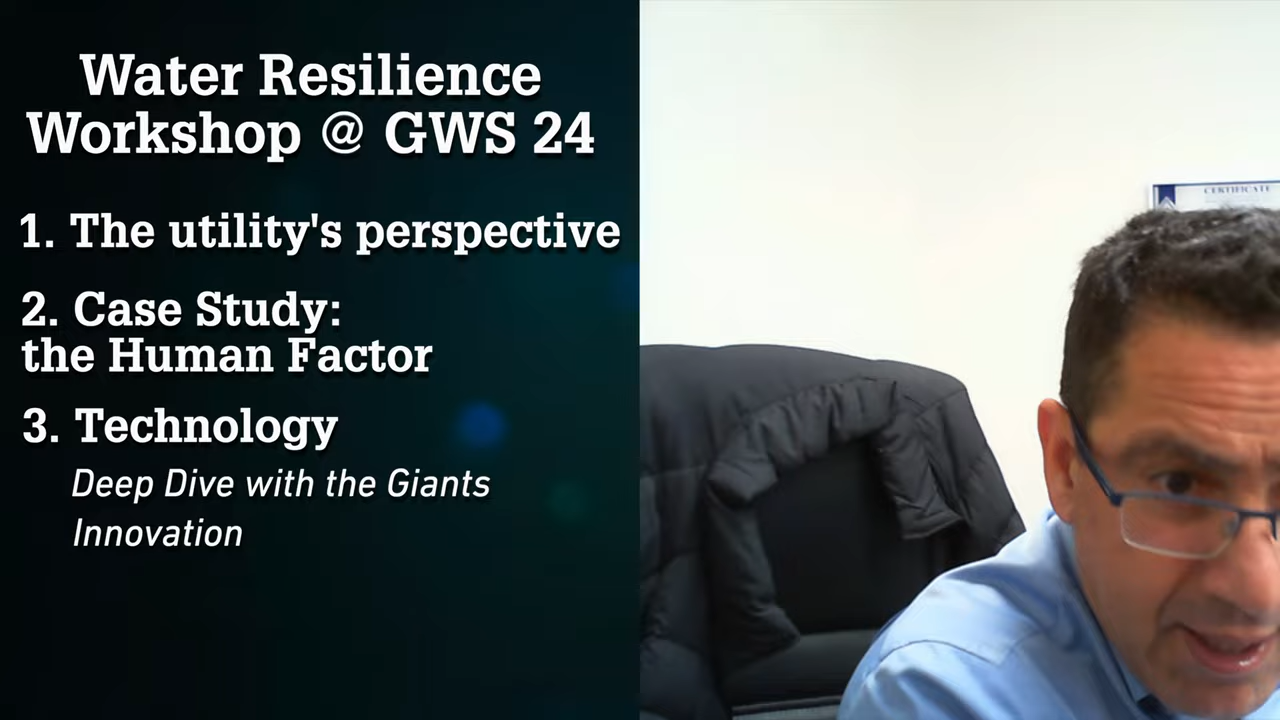 Water Resilience
Workshop @ GWS 24
1. The utility's perspective
2. Case Study:
the Human Factor
3. Technology
Deep Dive with the Giants
Innovation
CERTIFICATE